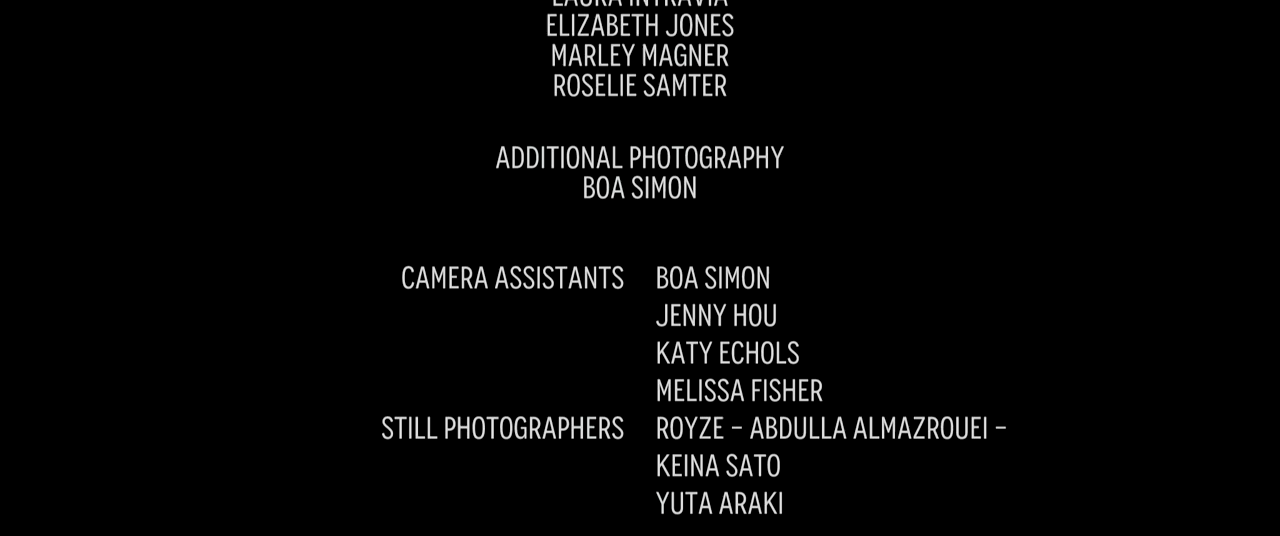 ELIZABETH JONES
MARLEY MAGNER
ROSELIE SAMTER
ADDITIONAL PHOTOGRAPHY
BOA SIMON
CAMERA ASSISTANTS BOA SIMON
JENNY HOU
KATY ECHOLS
MELISSA FISHER
STILL PHOTOGRAPHERS ROYZE – ABDULLA ALMAZROUEI –
KEINA SATO
YUTA ARAKI